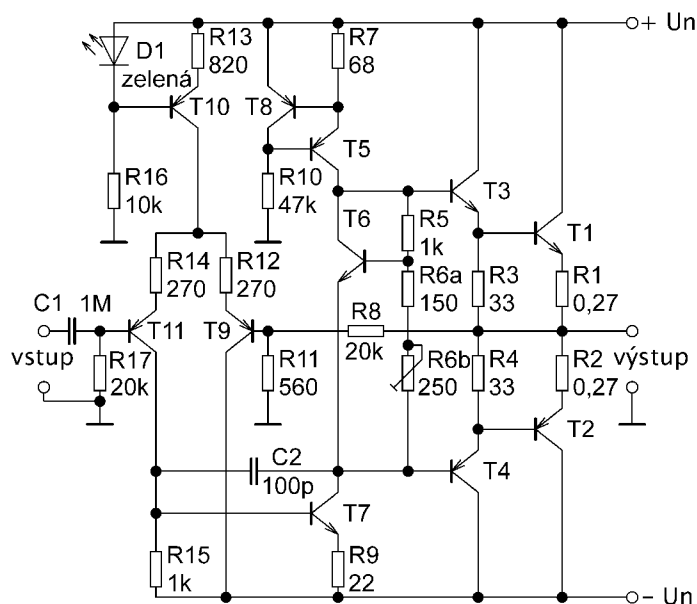 + Un
D1
zelená
R13
820
T10
R16
10k
T8
R7
68
T5
R10
47k
T6
T3
R5
1k
T1
R14
270
R12
270
R6a
150
R3
33
R1
0,27
C1 1M
vstup
T11
R17
20k
T9
R11
560
R8
20k
R6b
250
R4
33
R2
0,27
výstup
T2
C2
100p
T4
T7
R15
1k
R9
22
- Un